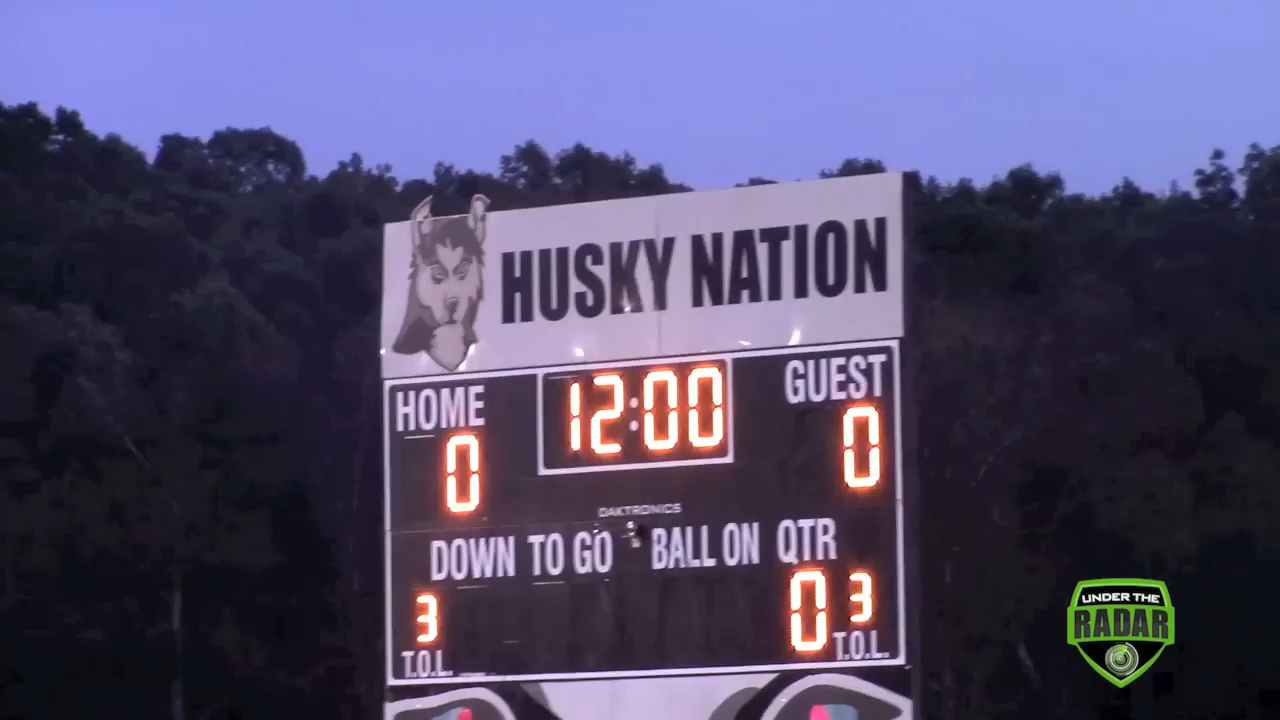 HUSKY NATION
HOME 12:00 GUEST
0 0
DAKTRONICS
DOWN TO GO BALL ON QTR
3 0 3
T.O.L. T.O.L.
UNDER THE
RADAR